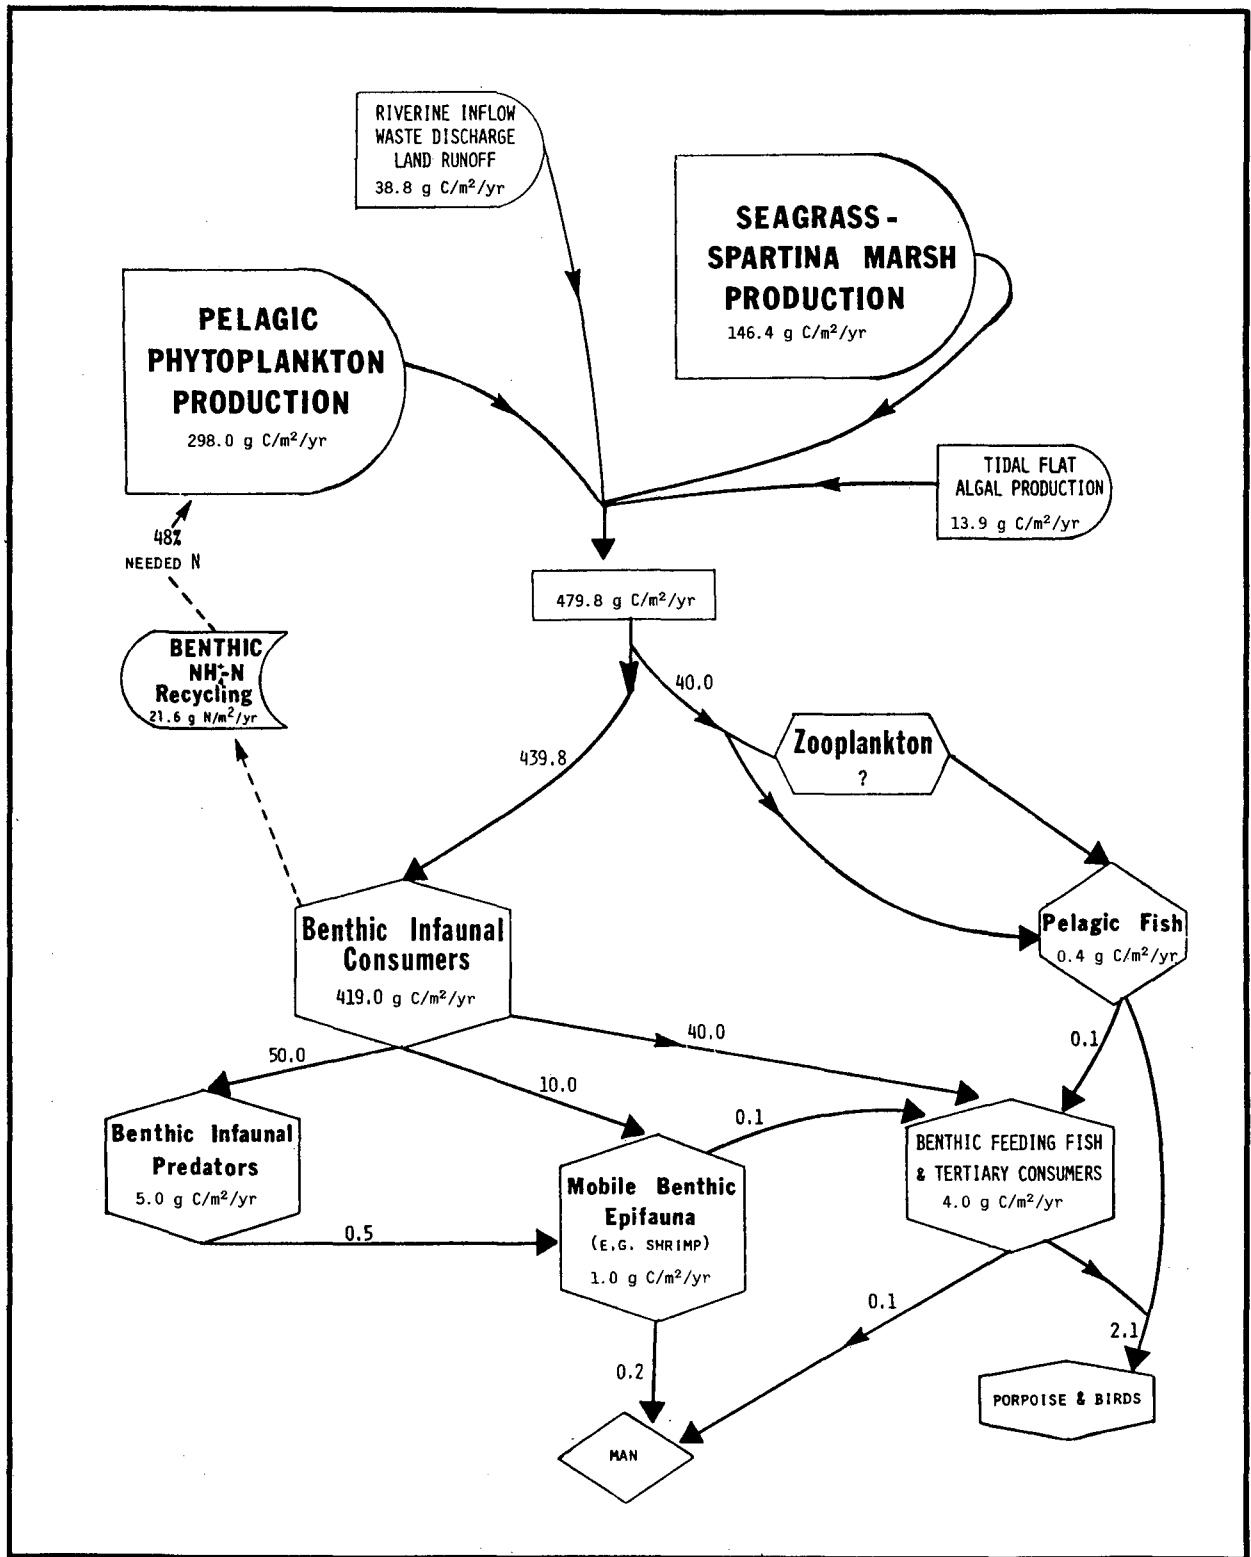 RIVERINE INFLOW
WASTE DISCHARGE
LAND RUNOFF
38.8 g C/m²/yr
SEAGRASS -
SPARTINA MARSH
PRODUCTION
146.4 g C/m²/yr
PELAGIC
PHYTOPLANKTON
PRODUCTION
298.0 g C/m²/yr
TIDAL FLAT
ALGAL PRODUCTION
13.9 g C/m²/yr
48%
NEEDED N
479.8 g C/m²/yr
BENTHIC
NH₄⁺-N
Recycling
21.6 g N/m²/yr
40.0
439.8
Zooplankton
?
Benthic Infaunal
Consumers
419.0 g C/m²/yr
Pelagic Fish
0.4 g C/m²/yr
50.0
10.0
40.0
0.1
0.1
Benthic Infaunal
Predators
5.0 g C/m²/yr
0.5
Mobile Benthic
Epifauna
(E.G. SHRIMP)
1.0 g C/m²/yr
BENTHIC FEEDING FISH
& TERTIARY CONSUMERS
4.0 g C/m²/yr
0.1
2.1
0.2
PORPOISE & BIRDS
MAN